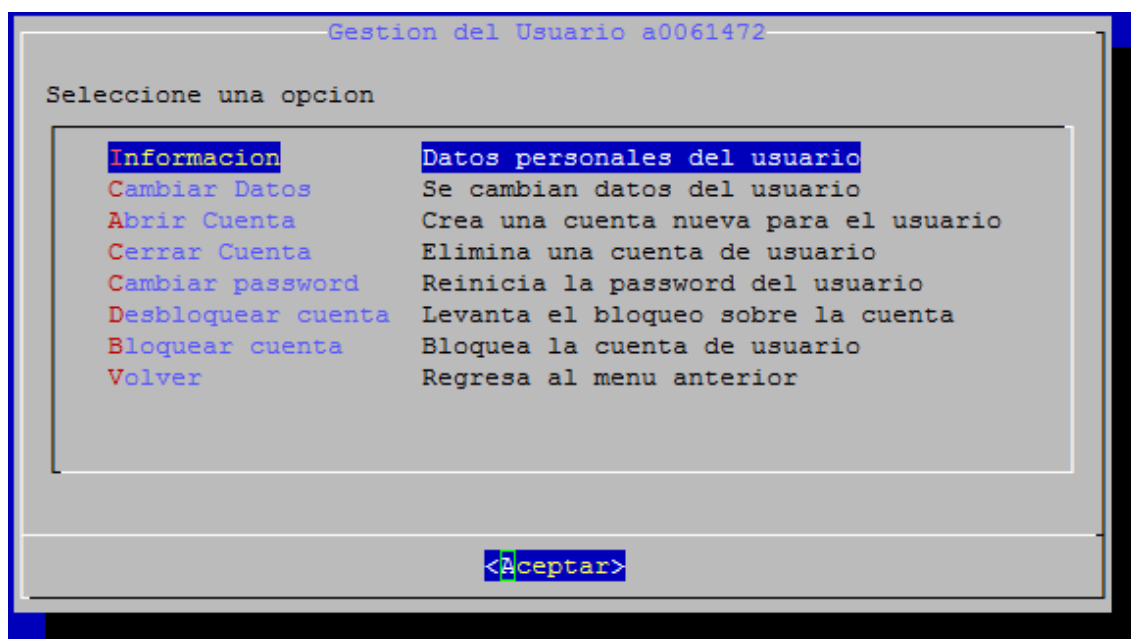 Gestion del Usuario a0061472
Seleccione una opcion
Informacion Datos personales del usuario
Cambiar Datos Se cambian datos del usuario
Abrir Cuenta Crea una cuenta nueva para el usuario
Cerrar Cuenta Elimina una cuenta de usuario
Cambiar password Reinicia la password del usuario
Desbloquear cuenta Levanta el bloqueo sobre la cuenta
Bloquear cuenta Bloquea la cuenta de usuario
Volver Regresa al menu anterior
<Aceptar>